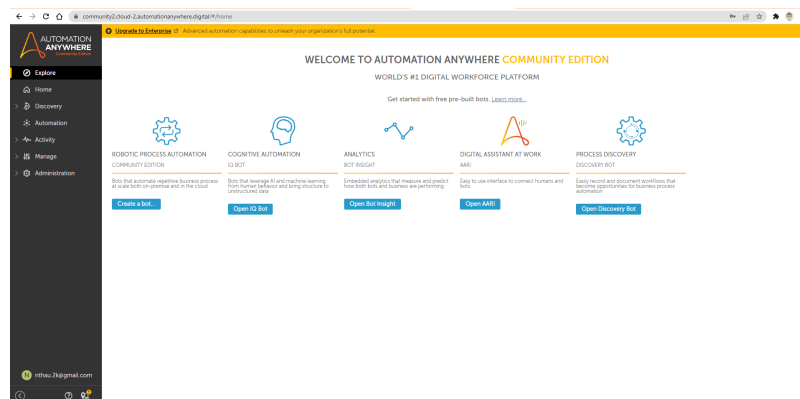 community2.cloud-2.automationanywhere.digital/#/home
AUTOMATION
ANYWHERE
Community Edition
Upgrade to Enterprise Advanced automation capabilities to unleash your organization's full potential.
WELCOME TO AUTOMATION ANYWHERE COMMUNITY EDITION
WORLD'S #1 DIGITAL WORKFORCE PLATFORM
Get started with free pre-built bots. Learn more...
Explore
Home
Discovery
Automation
Activity
Manage
Administration
ROBOTIC PROCESS AUTOMATION
COMMUNITY EDITION
Bots that automate repetitive business process
at scale both on-premise and in the cloud
Create a bot...
COGNITIVE AUTOMATION
IQ BOT
Bots that leverage AI and machine learning
from human behavior and bring structure to
unstructured data
Open IQ Bot
ANALYTICS
BOT INSIGHT
Embedded analytics that measure and predict
how both bots and business are performing
Open Bot Insight
DIGITAL ASSISTANT AT WORK
AARI
Easy to use interface to connect humans and
bots
Open AARI
PROCESS DISCOVERY
DISCOVERY BOT
Easily record and document workflows that
become opportunities for business process
automation
Open Discovery Bot
N nthau.2k@gmail.com